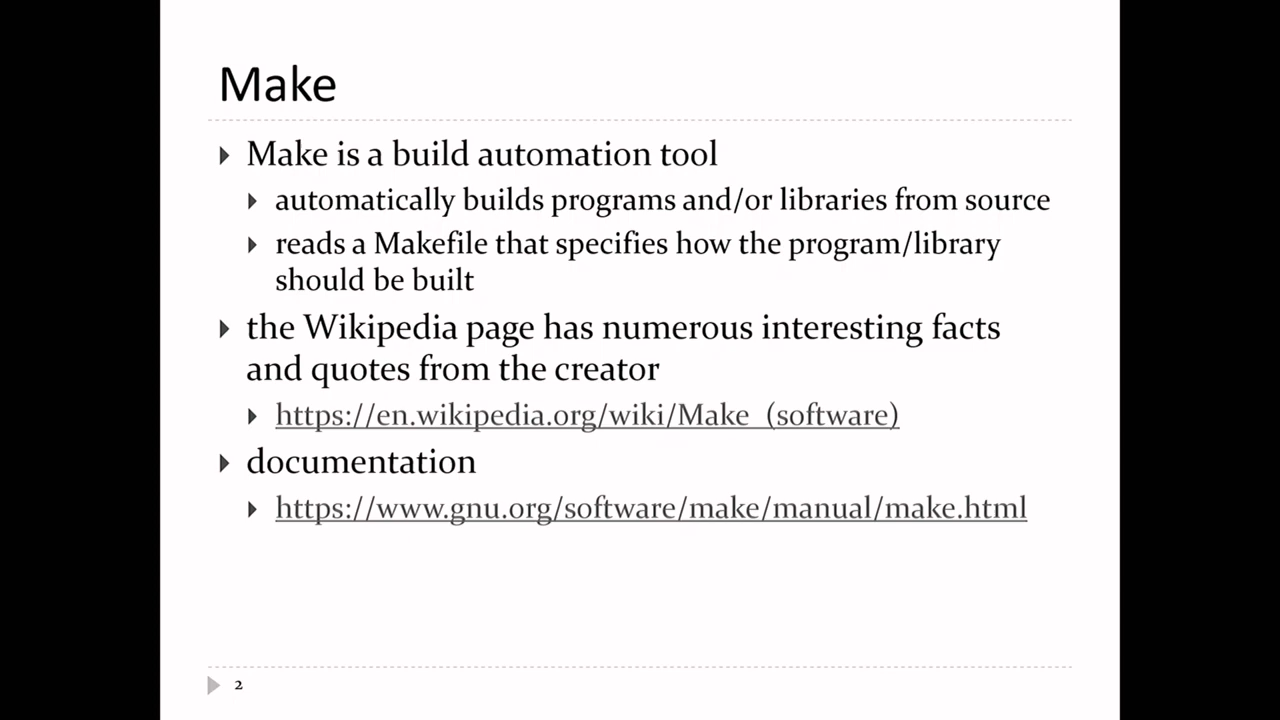 Make
Make is a build automation tool
automatically builds programs and/or libraries from source
reads a Makefile that specifies how the program/library
should be built
the Wikipedia page has numerous interesting facts
and quotes from the creator
https://en.wikipedia.org/wiki/Make_(software)
documentation
https://www.gnu.org/software/make/manual/make.html
2